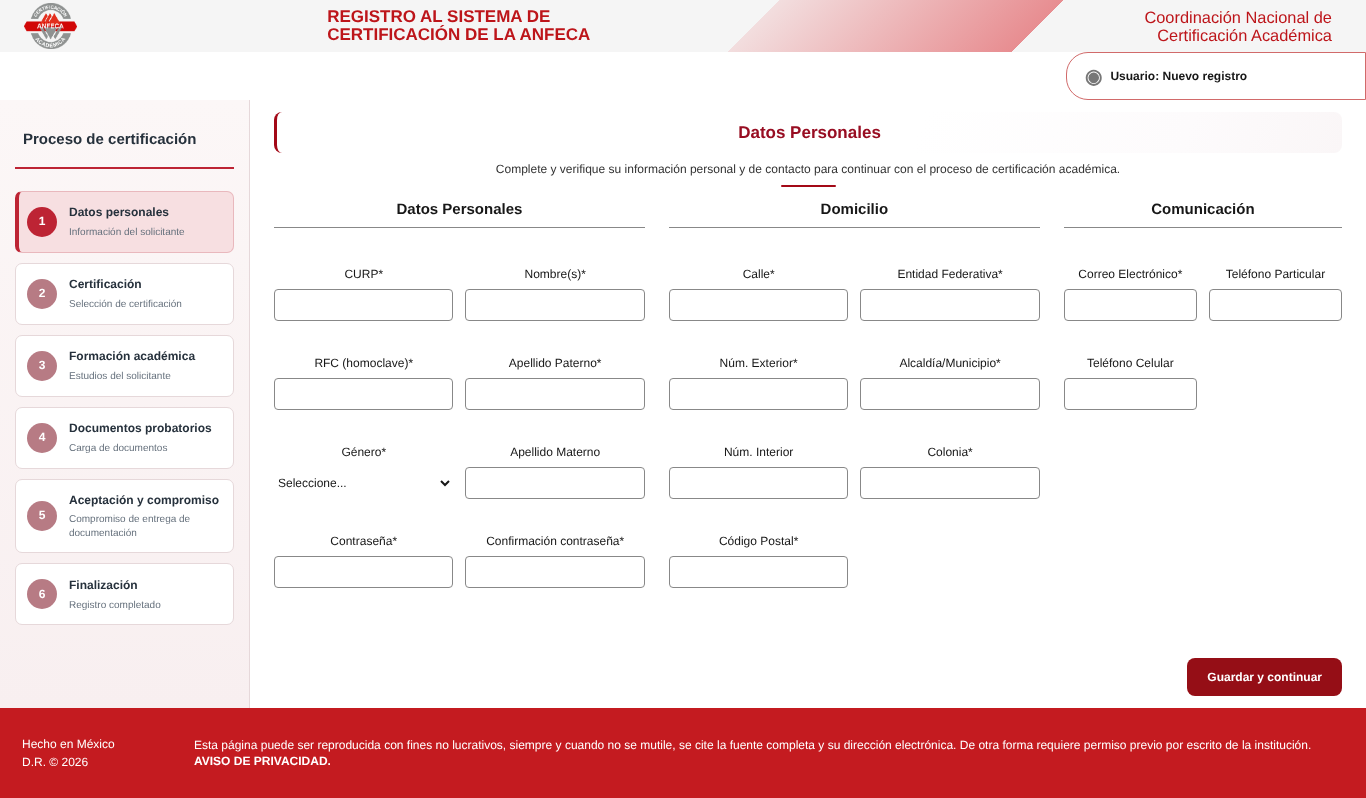 CERTIFICACIÓN
ANFECA
ACADÉMICA
REGISTRO AL SISTEMA DE
CERTIFICACIÓN DE LA ANFECA
Coordinación Nacional de
Certificación Académica
Usuario: Nuevo registro
Proceso de certificación
1
Datos personales
Información del solicitante
2
Certificación
Selección de certificación
3
Formación académica
Estudios del solicitante
4
Documentos probatorios
Carga de documentos
5
Aceptación y compromiso
Compromiso de entrega de
documentación
6
Finalización
Registro completado
Datos Personales
Complete y verifique su información personal y de contacto para continuar con el proceso de certificación académica.
Datos Personales
Domicilio
Comunicación
CURP*
Nombre(s)*
Calle*
Entidad Federativa*
Correo Electrónico*
Teléfono Particular
RFC (homoclave)*
Apellido Paterno*
Núm. Exterior*
Alcaldía/Municipio*
Teléfono Celular
Género*
Apellido Materno
Núm. Interior
Colonia*
Seleccione...
Contraseña*
Confirmación contraseña*
Código Postal*
Guardar y continuar
Hecho en México
D.R. © 2026
Esta página puede ser reproducida con fines no lucrativos, siempre y cuando no se mutile, se cite la fuente completa y su dirección electrónica. De otra forma requiere permiso previo por escrito de la institución.
AVISO DE PRIVACIDAD.